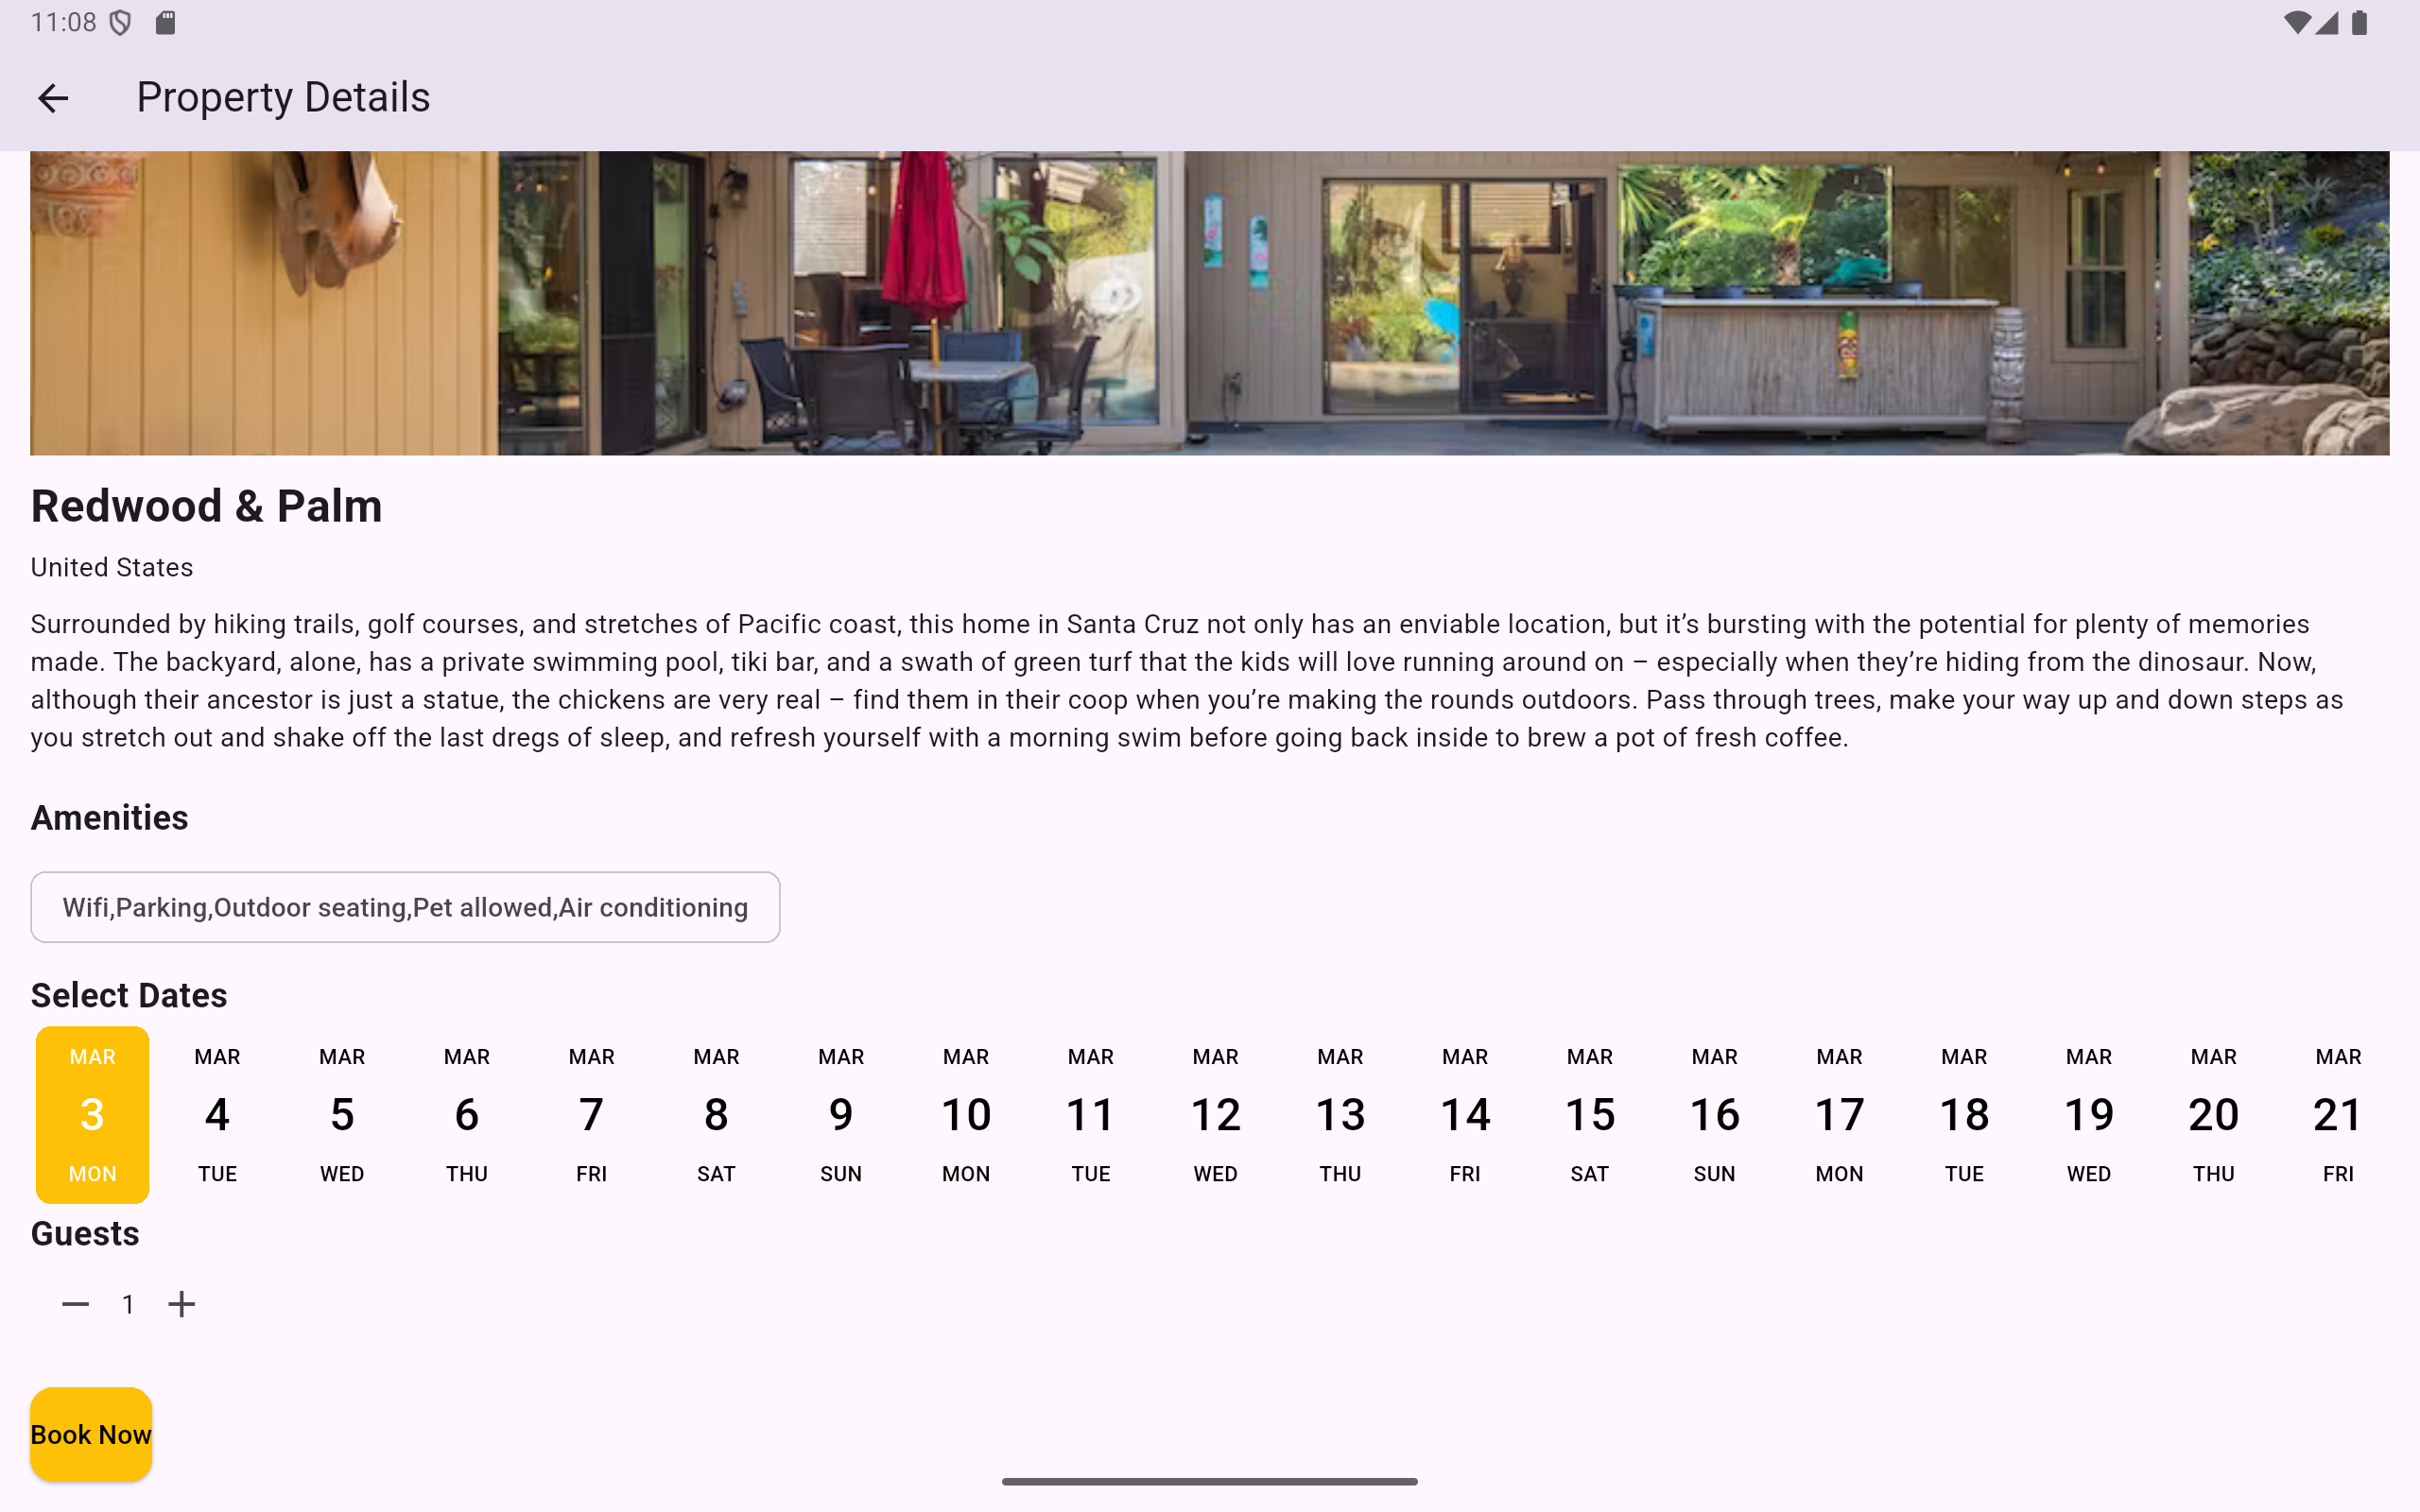 11:08
Property Details
Redwood & Palm
United States
Surrounded by hiking trails, golf courses, and stretches of Pacific coast, this home in Santa Cruz not only has an enviable location, but it’s bursting with the potential for plenty of memories
made. The backyard, alone, has a private swimming pool, tiki bar, and a swath of green turf that the kids will love running around on – especially when they’re hiding from the dinosaur. Now,
although their ancestor is just a statue, the chickens are very real – find them in their coop when you’re making the rounds outdoors. Pass through trees, make your way up and down steps as
you stretch out and shake off the last dregs of sleep, and refresh yourself with a morning swim before going back inside to brew a pot of fresh coffee.
Amenities
Wifi,Parking,Outdoor seating,Pet allowed,Air conditioning
Select Dates
MAR MAR MAR MAR MAR MAR MAR MAR MAR MAR MAR MAR MAR MAR MAR MAR MAR MAR MAR
3 4 5 6 7 8 9 10 11 12 13 14 15 16 17 18 19 20 21
MON TUE WED THU FRI SAT SUN MON TUE WED THU FRI SAT SUN MON TUE WED THU FRI
Guests
1
Book Now